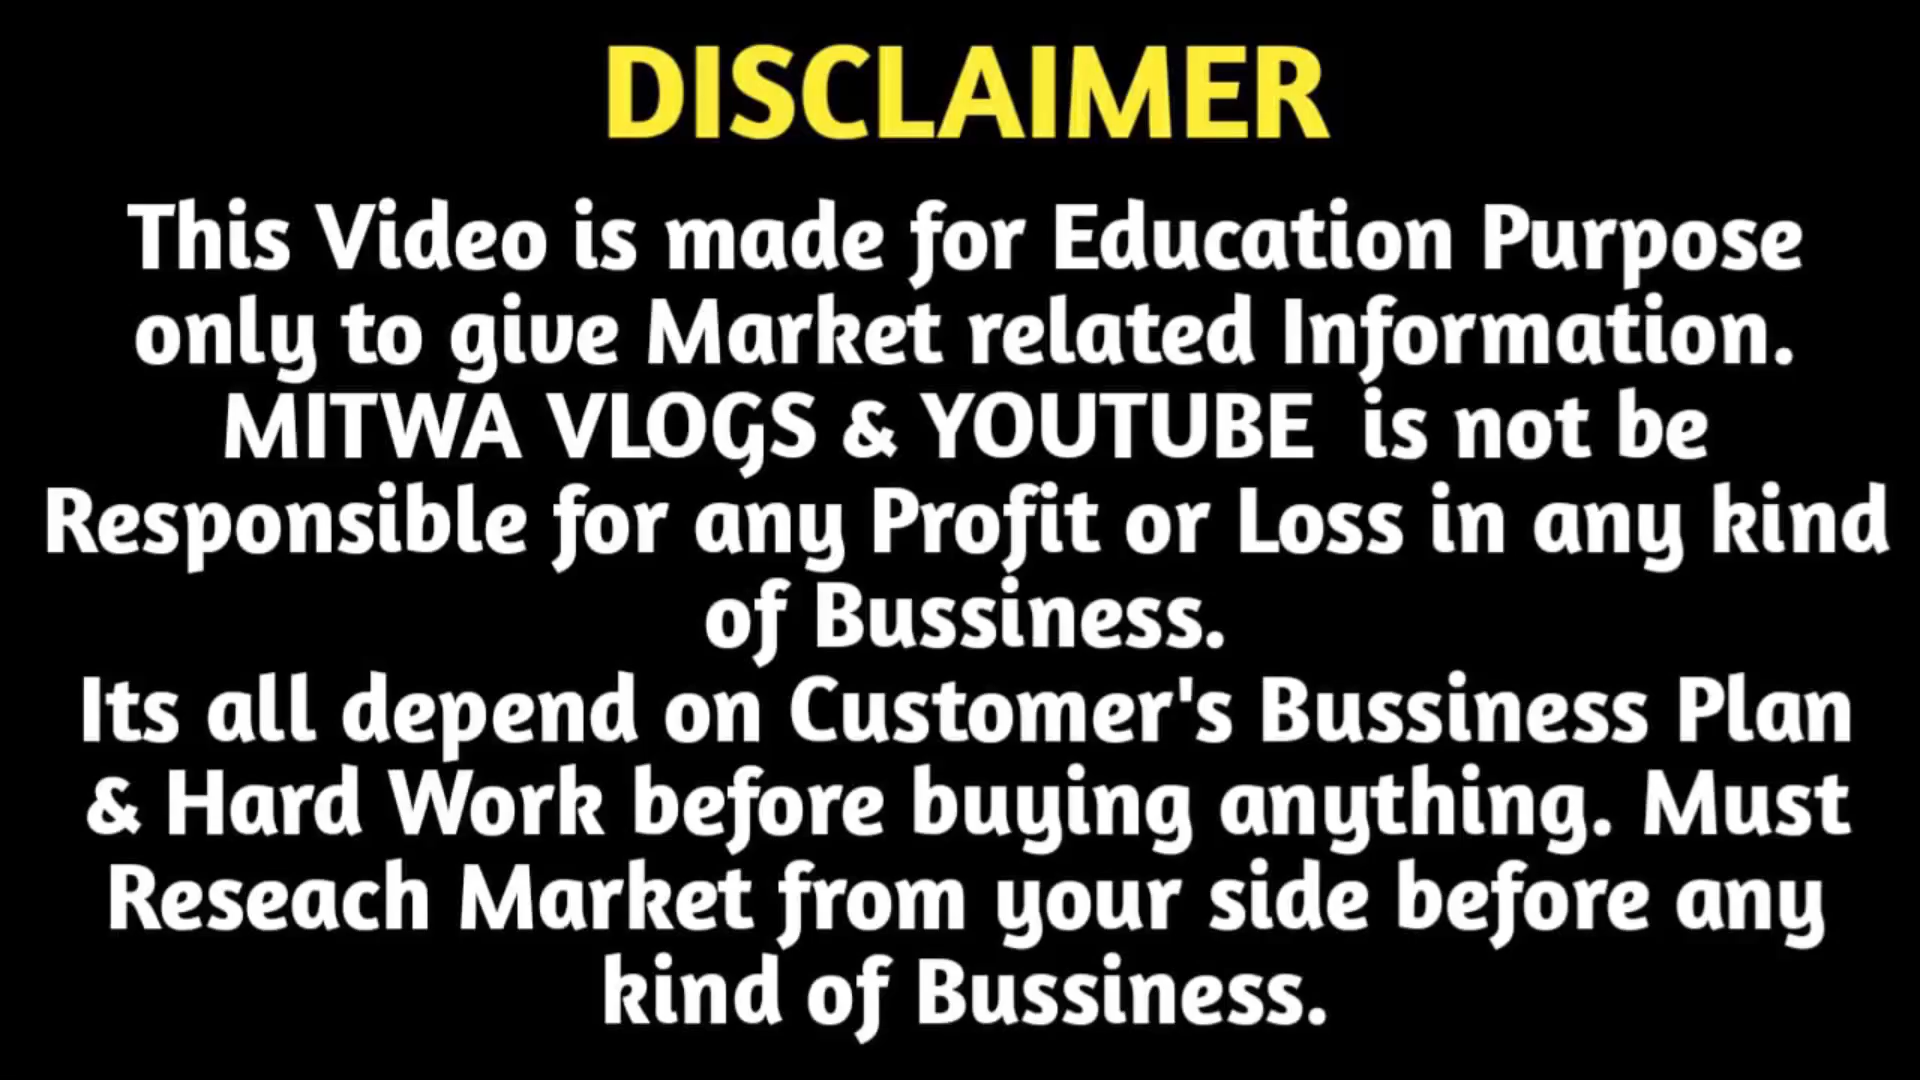 DISCLAIMER
This Video is made for Education Purpose
only to give Market related Information.
MITWA VLOGS & YOUTUBE is not be
Responsible for any Profit or Loss in any kind
of Bussiness.
Its all depend on Customer's Bussiness Plan
& Hard Work before buying anything. Must
Reseach Market from your side before any
kind of Bussiness.